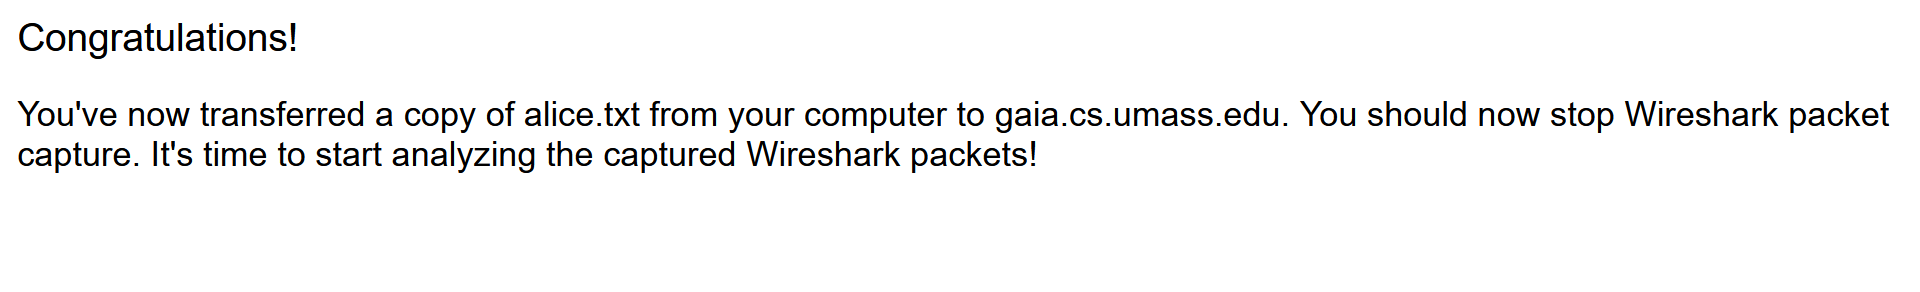 Congratulations!
You've now transferred a copy of alice.txt from your computer to gaia.cs.umass.edu. You should now stop Wireshark packet
capture. It's time to start analyzing the captured Wireshark packets!